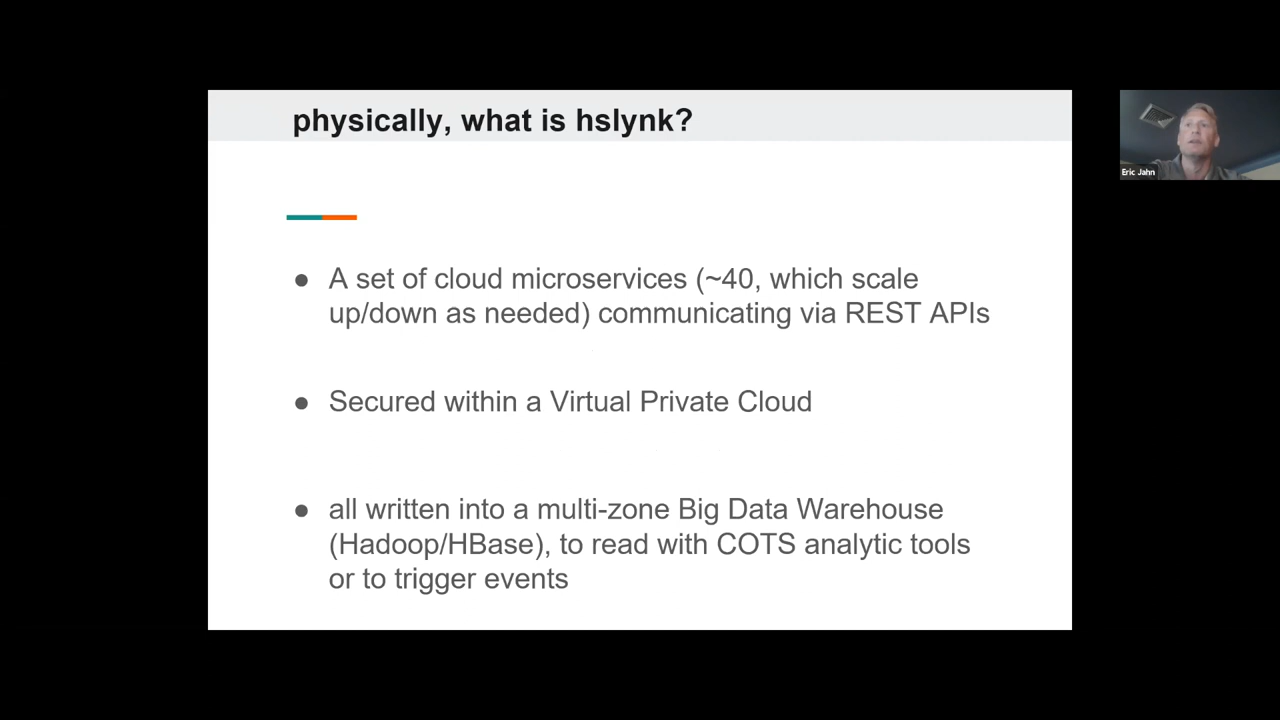 physically, what is hslynk?
● A set of cloud microservices (~40, which scale
up/down as needed) communicating via REST APIs
● Secured within a Virtual Private Cloud
● all written into a multi-zone Big Data Warehouse
(Hadoop/HBase), to read with COTS analytic tools
or to trigger events
Eric Jahn